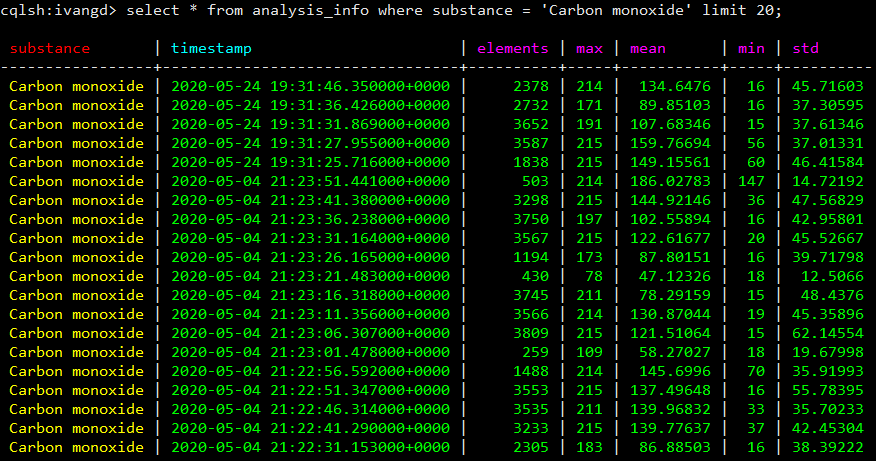 cqlsh:ivangd> select * from analysis_info where substance = 'Carbon monoxide' limit 20;
substance | timestamp | elements | max | mean | min | std
-----------------+---------------------------------+----------+-----+-----------+-----+----------
Carbon monoxide | 2020-05-24 19:31:46.350000+0000 | 2378 | 214 | 134.6476 | 16 | 45.71603
Carbon monoxide | 2020-05-24 19:31:36.426000+0000 | 2732 | 171 | 89.85103 | 16 | 37.30595
Carbon monoxide | 2020-05-24 19:31:31.869000+0000 | 3652 | 191 | 107.68346 | 15 | 37.61346
Carbon monoxide | 2020-05-24 19:31:27.955000+0000 | 3587 | 215 | 159.76694 | 56 | 37.01331
Carbon monoxide | 2020-05-24 19:31:25.716000+0000 | 1838 | 215 | 149.15561 | 60 | 46.41584
Carbon monoxide | 2020-05-04 21:23:51.441000+0000 | 503 | 214 | 186.02783 | 147 | 14.72192
Carbon monoxide | 2020-05-04 21:23:41.380000+0000 | 3298 | 215 | 144.92146 | 36 | 47.56829
Carbon monoxide | 2020-05-04 21:23:36.238000+0000 | 3750 | 197 | 102.55894 | 16 | 42.95801
Carbon monoxide | 2020-05-04 21:23:31.164000+0000 | 3567 | 215 | 122.61677 | 20 | 45.52667
Carbon monoxide | 2020-05-04 21:23:26.165000+0000 | 1194 | 173 | 87.80151 | 16 | 39.71798
Carbon monoxide | 2020-05-04 21:23:21.483000+0000 | 430 | 78 | 47.12326 | 18 | 12.5066
Carbon monoxide | 2020-05-04 21:23:16.318000+0000 | 3745 | 211 | 78.29159 | 15 | 48.4376
Carbon monoxide | 2020-05-04 21:23:11.356000+0000 | 3566 | 214 | 130.87044 | 19 | 45.35896
Carbon monoxide | 2020-05-04 21:23:06.307000+0000 | 3809 | 215 | 121.51064 | 15 | 62.14554
Carbon monoxide | 2020-05-04 21:23:01.478000+0000 | 259 | 109 | 58.27027 | 18 | 19.67998
Carbon monoxide | 2020-05-04 21:22:56.592000+0000 | 1488 | 214 | 145.6996 | 70 | 35.91993
Carbon monoxide | 2020-05-04 21:22:51.347000+0000 | 3553 | 215 | 137.49648 | 16 | 55.78395
Carbon monoxide | 2020-05-04 21:22:46.314000+0000 | 3535 | 211 | 139.96832 | 33 | 35.70233
Carbon monoxide | 2020-05-04 21:22:41.290000+0000 | 3233 | 215 | 139.77637 | 37 | 42.45304
Carbon monoxide | 2020-05-04 21:22:31.153000+0000 | 2305 | 183 | 86.88503 | 16 | 38.39222